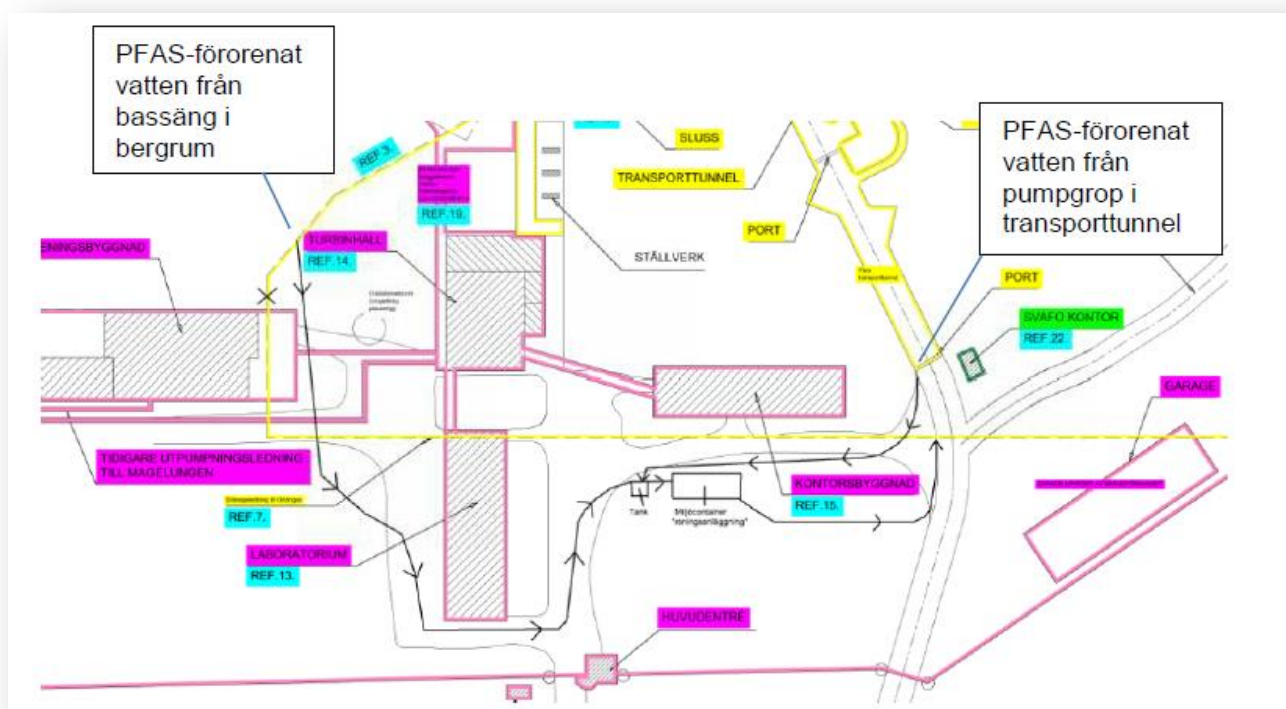 PFAS-förorenat
vatten från
bassäng i
bergrum
PFAS-förorenat
vatten från
pumpgrop i
transporttunnel
SLUSS
REF.3.
TRANSPORTTUNNEL
REF.19.
PORT
ENINGSBYGGNAD
TURBINHALL
REF.14.
STÄLLVERK
PORT
SVAFO KONTOR
REF.22.
GARAGE
TIDIGARE UTPUMPNINGSLEDNING
TILL MAGELUNGEN
REF.7.
KONTORSBYGGNAD
REF.15.
Tank
Miljöcontainer
"reningsanläggning"
LABORATORIUM
REF.13.
HUVUDENTRÉ